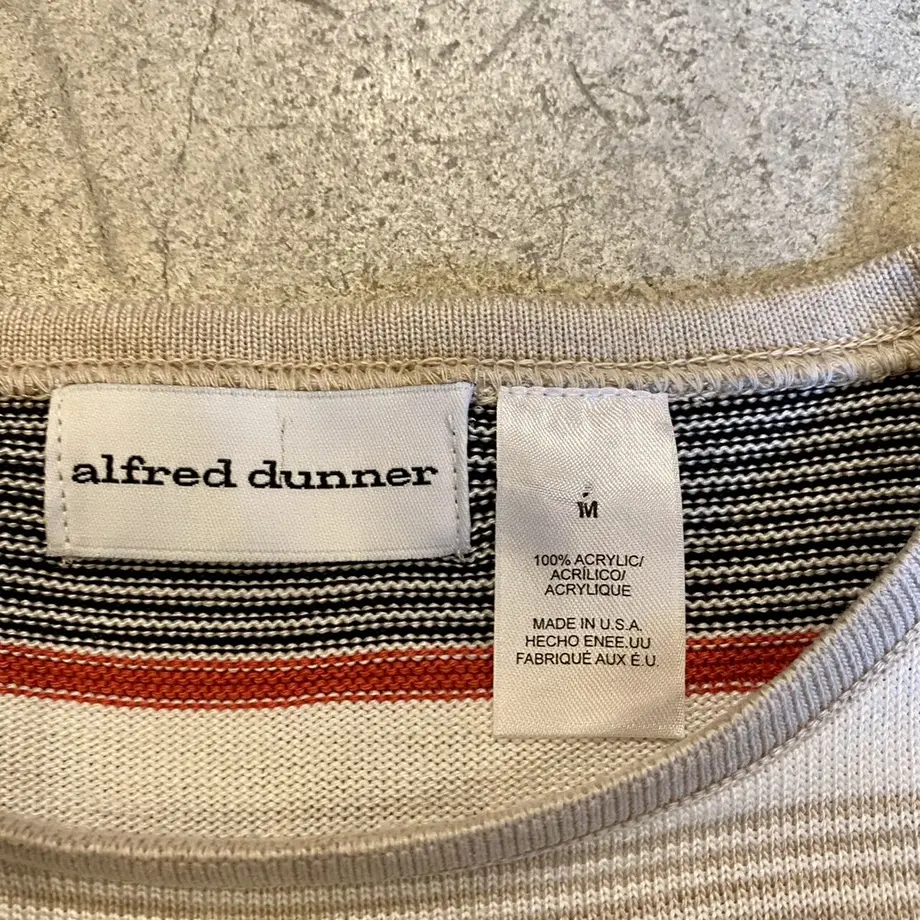 alfred dunner
M
100% ACRYLIC/
ACRÍLICO/
ACRYLIQUE
MADE IN U.S.A.
HECHO ENEE.UU
FABRIQUÉ AUX É.U.